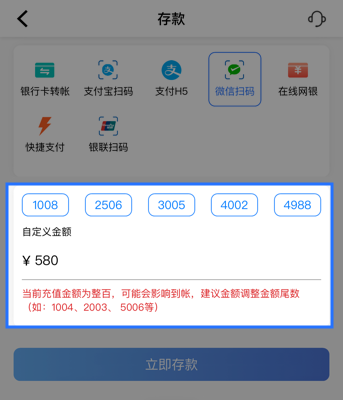 存款
银行卡转帐 支付宝扫码 支付H5 微信扫码 在线网银
快捷支付 银联扫码
1008 2506 3005 4002 4988
自定义金额
¥ 580
当前充值金额为整百，可能会影响到帐，建议金额调整金额尾数
（如：1004、2003、5006等）
立即存款